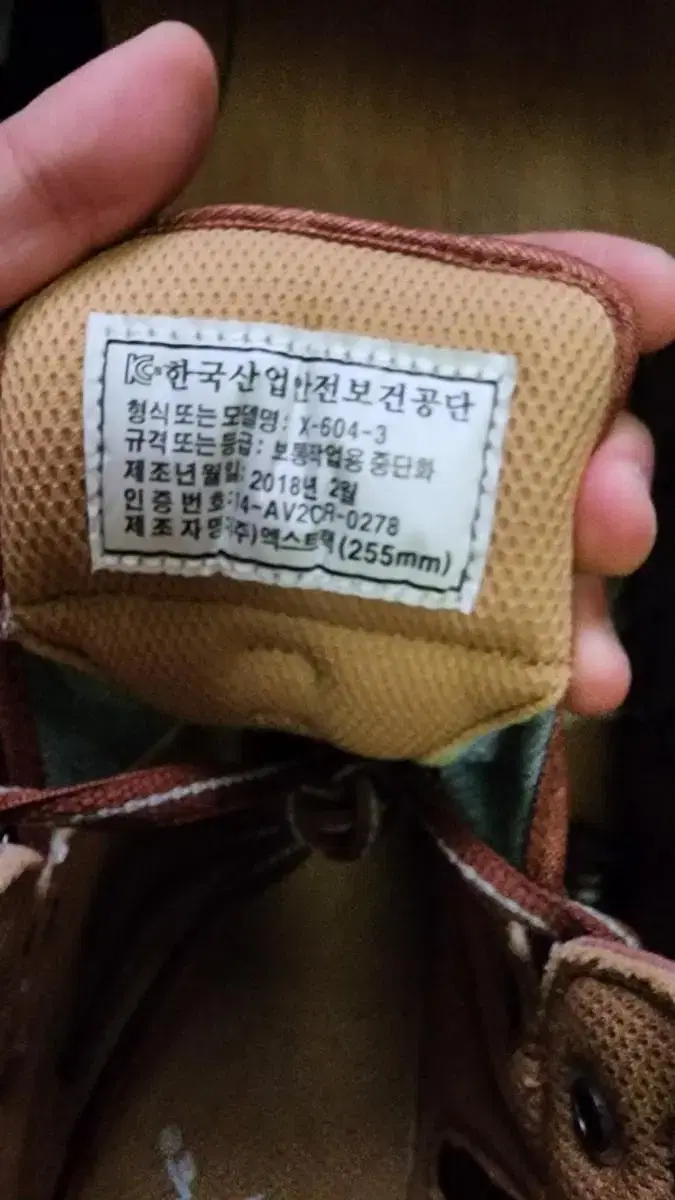 KCs 한국산업안전보건공단
형식 또는 모델명: X-604-3
규격 또는 등급: 보통작업용 중단화
제조년월일: 2018년 2월
인증번호: 14-AV2CR-0278
제조자명: (주)엑스트잭 (255mm)